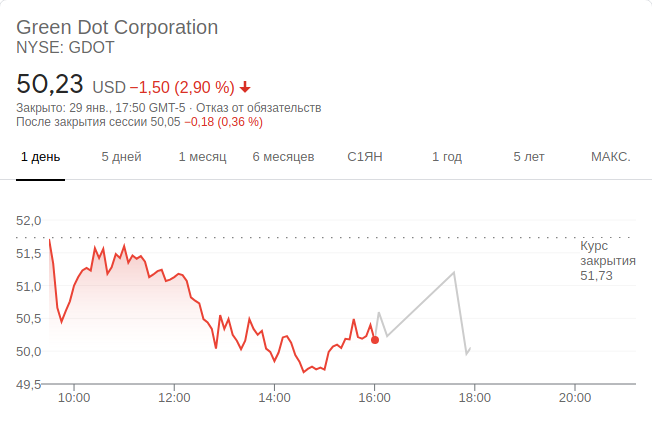 Green Dot Corporation
NYSE: GDOT
50,23 USD −1,50 (2,90 %)
Закрыто: 29 янв., 17:50 GMT-5 · Отказ от обязательств
После закрытия сессии 50,05 −0,18 (0,36 %)
1 день 5 дней 1 месяц 6 месяцев С1ЯН 1 год 5 лет МАКС.
52,0
51,5
51,0
50,5
50,0
49,5
Курс
закрытия
51,73
10:00 12:00 14:00 16:00 18:00 20:00